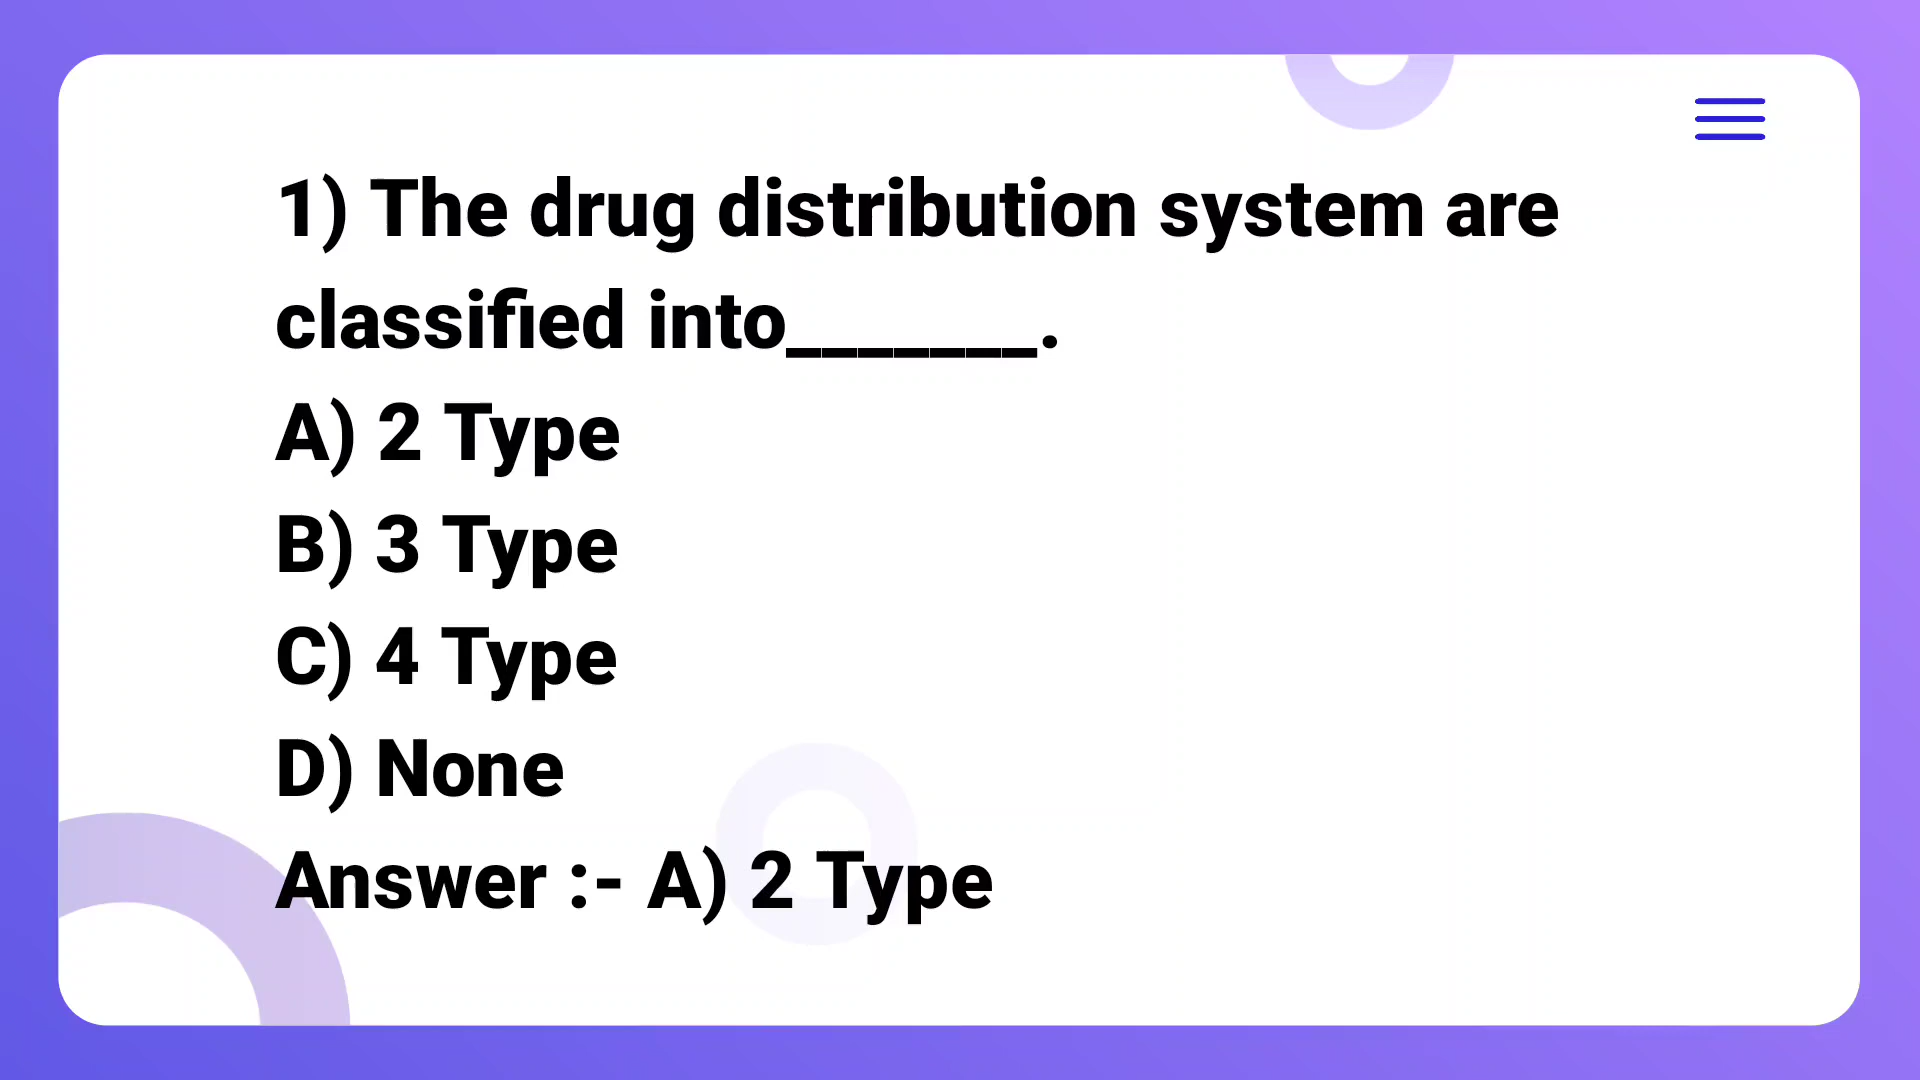 1) The drug distribution system are
classified into_______.
A) 2 Type
B) 3 Type
C) 4 Type
D) None
Answer :- A) 2 Type